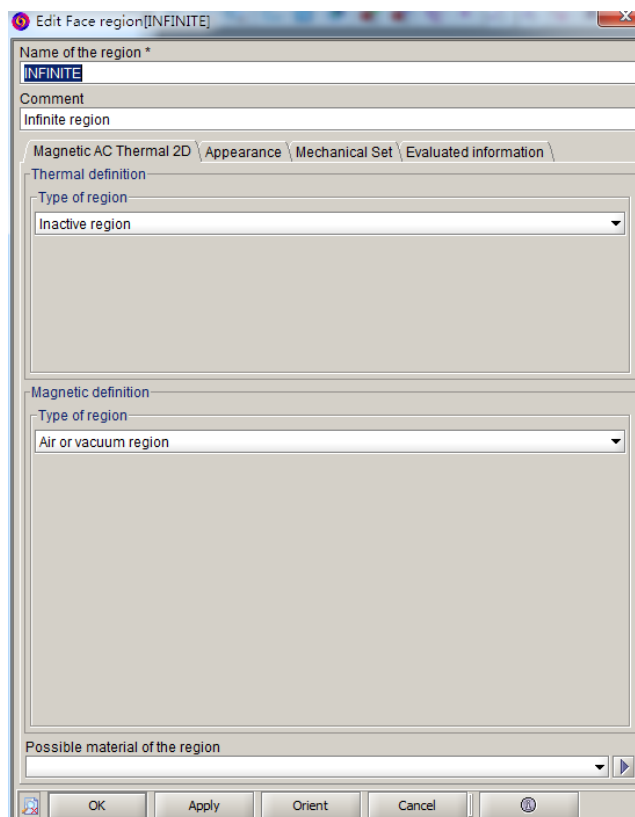 Edit Face region[INFINITE]
Name of the region *
INFINITE
Comment
Infinite region
Magnetic AC Thermal 2D Appearance Mechanical Set Evaluated information
Thermal definition
Type of region
Inactive region
Magnetic definition
Type of region
Air or vacuum region
Possible material of the region
OK Apply Orient Cancel